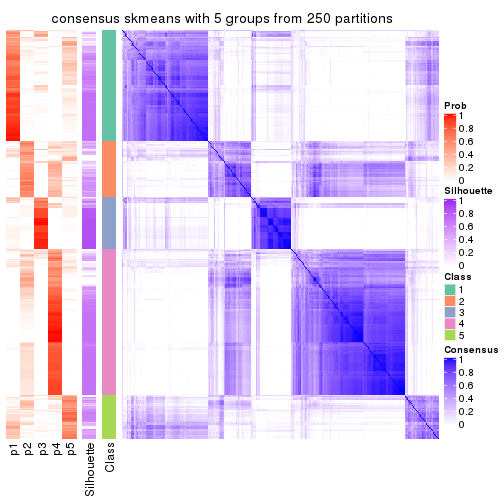 consensus skmeans with 5 groups from 250 partitions
Prob
1
0.8
0.6
0.4
0.2
0
Silhouette
1
0.8
0.6
0.4
0.2
0
Class
1
2
3
4
5
Consensus
1
0.8
0.6
0.4
0.2
0
p1
p2
p3
p4
p5
Silhouette
Class